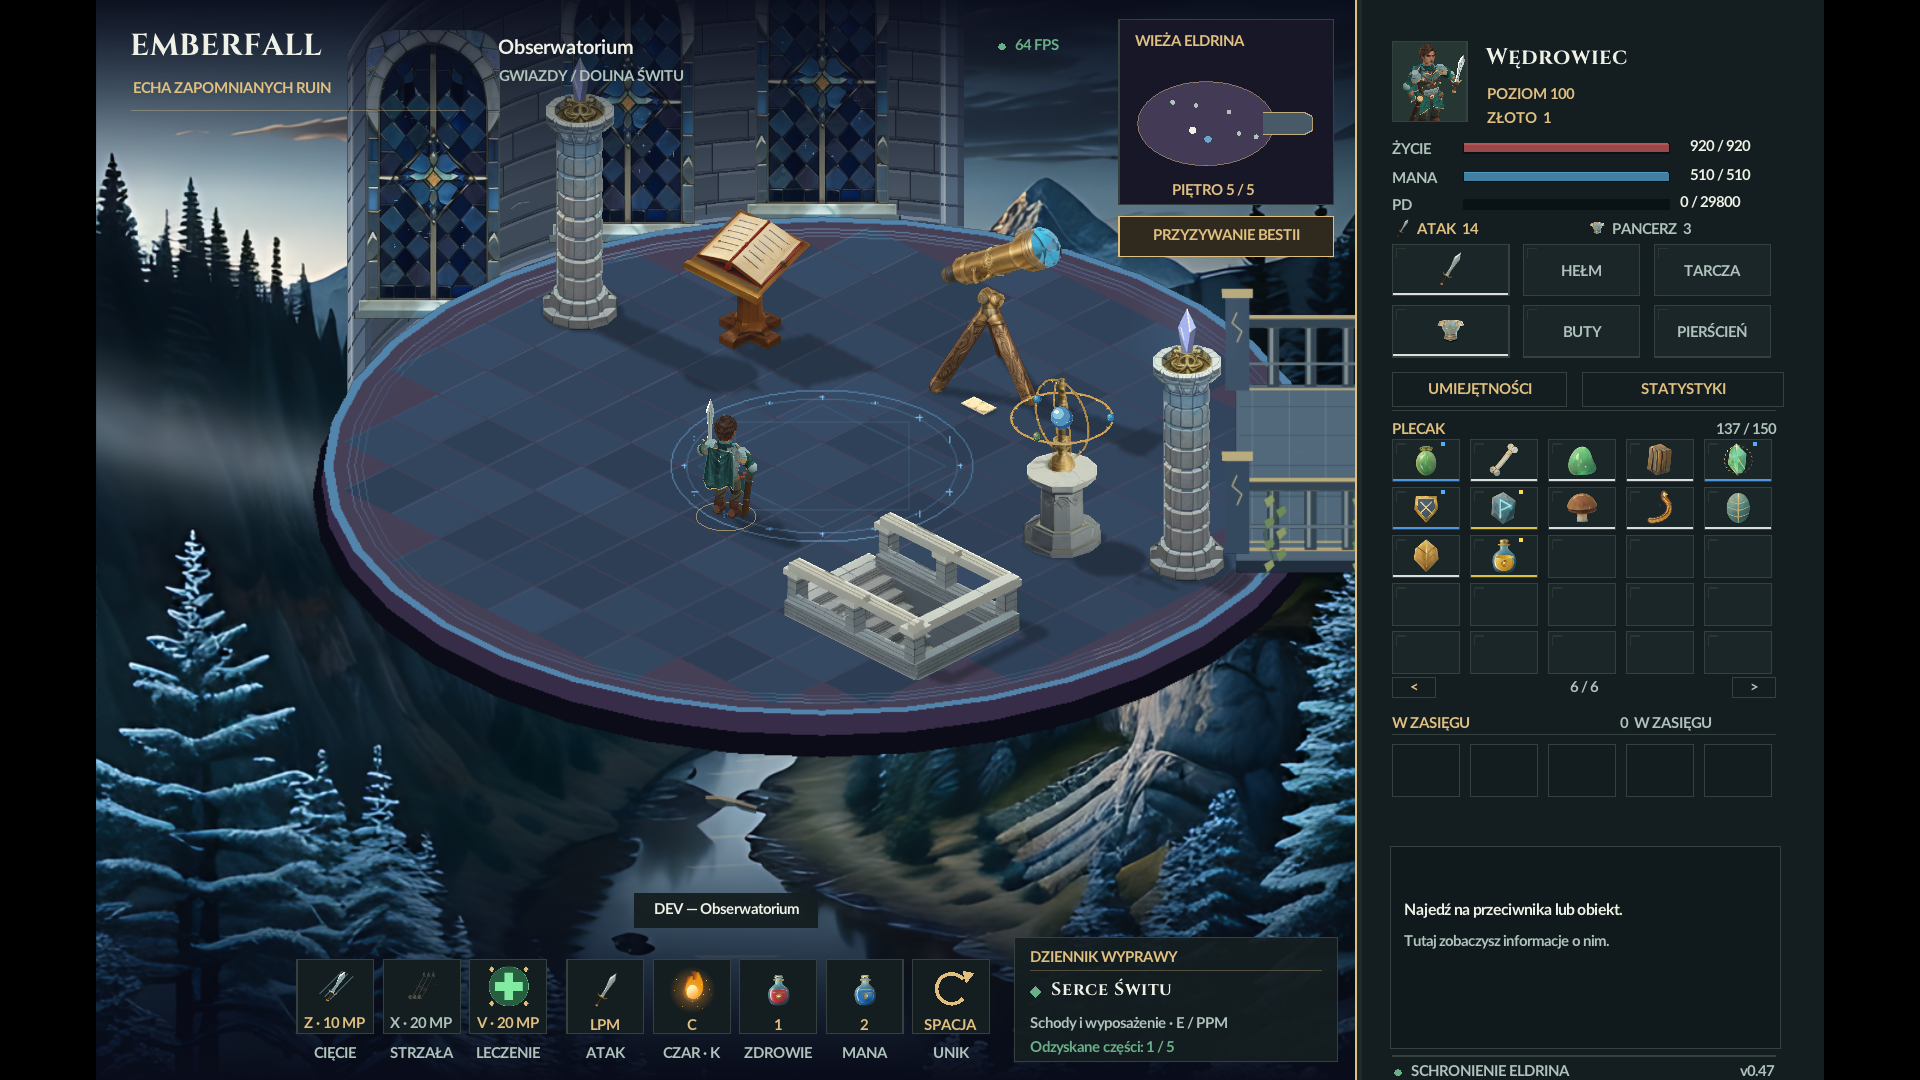 EMBERFALL
ECHA ZAPOMNIANYCH RUIN
Obserwatorium
GWIAZDY / DOLINA ŚWITU
64 FPS
WIEŻA ELDRINA
PIĘTRO 5 / 5
PRZYZYWANIE BESTII
WĘDROWIEC
POZIOM 100
ZŁOTO 1
ŻYCIE 920 / 920
MANA 510 / 510
PD 0 / 29800
ATAK 14 PANCERZ 3
HEŁM TARCZA
BUTY PIERŚCIEŃ
UMIEJĘTNOŚCI STATYSTYKI
PLECAK 137 / 150
< 6 / 6 >
W ZASIĘGU 0 W ZASIĘGU
Najedź na przeciwnika lub obiekt.
Tutaj zobaczysz informacje o nim.
SCHRONIENIE ELDRINA v0.47
DEV — Obserwatorium
Z · 10 MP X · 20 MP V · 20 MP LPM C 1 2 SPACJA
CIĘCIE STRZAŁA LECZENIE ATAK CZAR · K ZDROWIE MANA UNIK
DZIENNIK WYPRAWY
SERCE ŚWITU
Schody i wyposażenie · E / PPM
Odzyskane części: 1 / 5